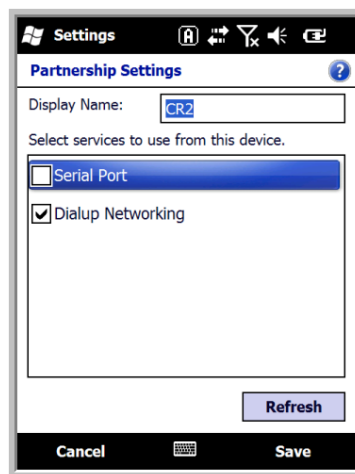 Settings A
Partnership Settings ?
Display Name: CR2
Select services to use from this device.
Serial Port
Dialup Networking
Refresh
Cancel Save